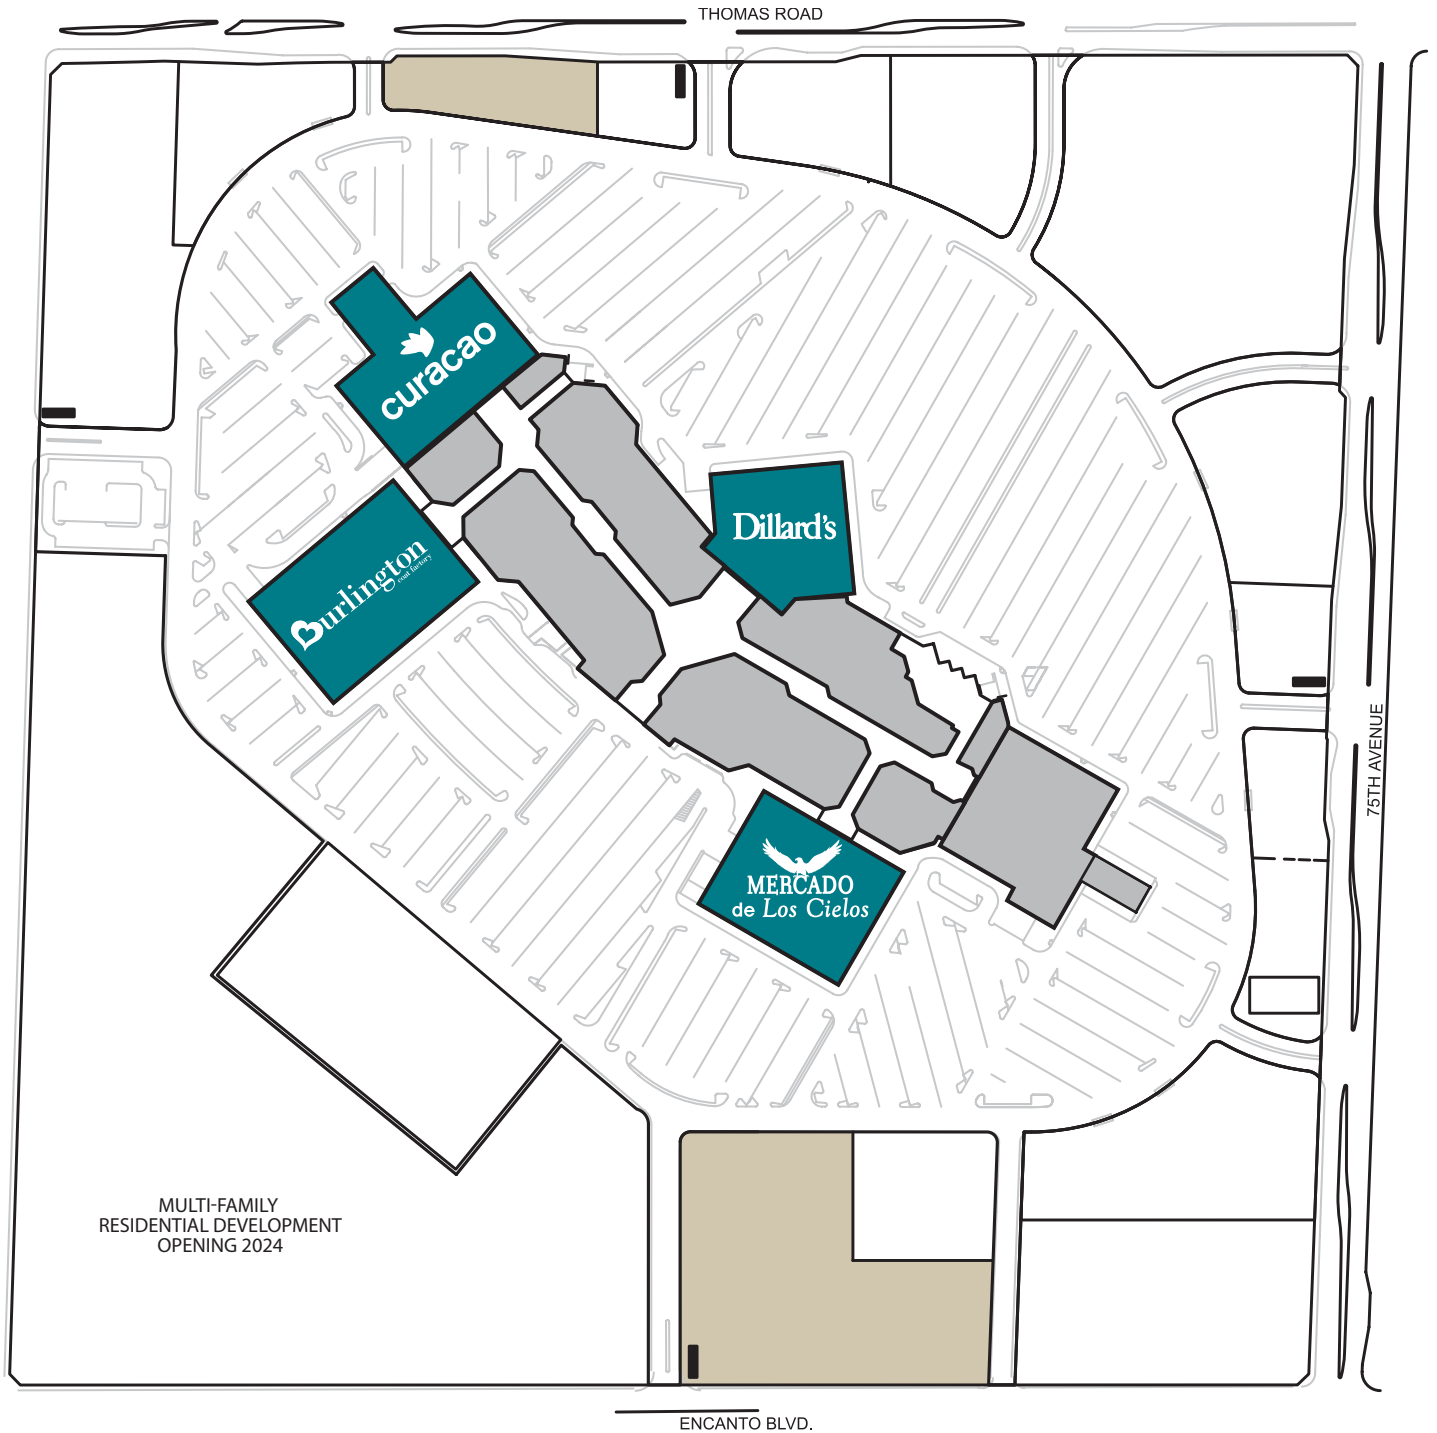 THOMAS ROAD
curacao
Dillard's
Burlington
coat factory
75TH AVENUE
MERCADO
de Los Cielos
MULTI-FAMILY
RESIDENTIAL DEVELOPMENT
OPENING 2024
ENCANTO BLVD.